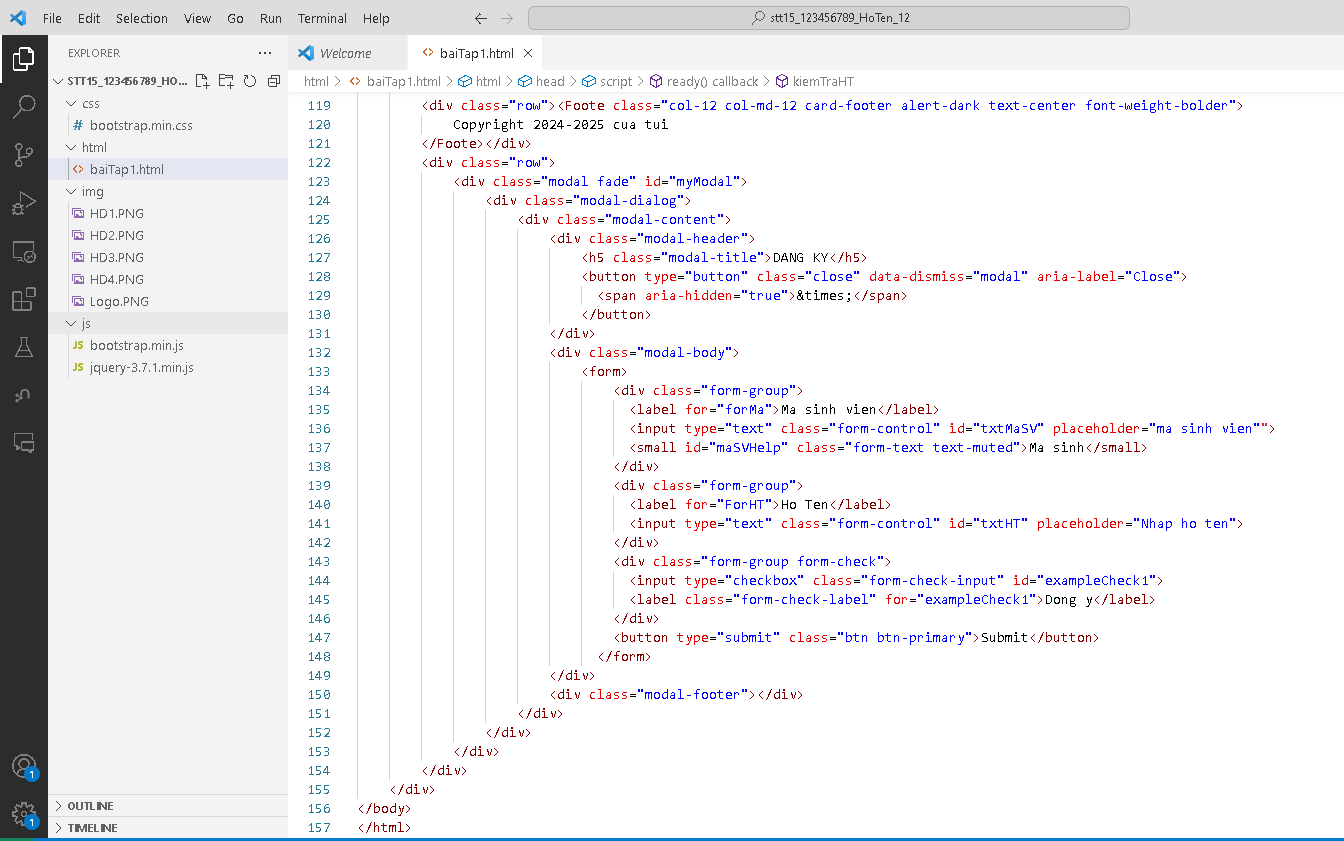 File Edit Selection View Go Run Terminal Help
stt15_123456789_HoTen_12
EXPLORER
STT15_123456789_HO...
css
# bootstrap.min.css
html
<> baiTap1.html
img
HD1.PNG
HD2.PNG
HD3.PNG
HD4.PNG
Logo.PNG
js
JS bootstrap.min.js
JS jquery-3.7.1.min.js
OUTLINE
TIMELINE
1
1
Welcome <> baiTap1.html ×
html > <> baiTap1.html > html > head > script > ready() callback > kiemTraHT
119 <div class="row"><Foote class="col-12 col-md-12 card-footer alert-dark text-center font-weight-bolder">
120 Copyright 2024-2025 cua tui
121 </Foote></div>
122 <div class="row">
123 <div class="modal fade" id="myModal">
124 <div class="modal-dialog">
125 <div class="modal-content">
126 <div class="modal-header">
127 <h5 class="modal-title">DANG KY</h5>
128 <button type="button" class="close" data-dismiss="modal" aria-label="Close">
129 <span aria-hidden="true">&times;</span>
130 </button>
131 </div>
132 <div class="modal-body">
133 <form>
134 <div class="form-group">
135 <label for="forMa">Ma sinh vien</label>
136 <input type="text" class="form-control" id="txtMaSV" placeholder="ma sinh vien"">
137 <small id="maSVHelp" class="form-text text-muted">Ma sinh</small>
138 </div>
139 <div class="form-group">
140 <label for="ForHT">Ho Ten</label>
141 <input type="text" class="form-control" id="txtHT" placeholder="Nhap ho ten">
142 </div>
143 <div class="form-group form-check">
144 <input type="checkbox" class="form-check-input" id="exampleCheck1">
145 <label class="form-check-label" for="exampleCheck1">Dong y</label>
146 </div>
147 <button type="submit" class="btn btn-primary">Submit</button>
148 </form>
149 </div>
150 <div class="modal-footer"></div>
151 </div>
152 </div>
153 </div>
154 </div>
155 </div>
156 </body>
157 </html>